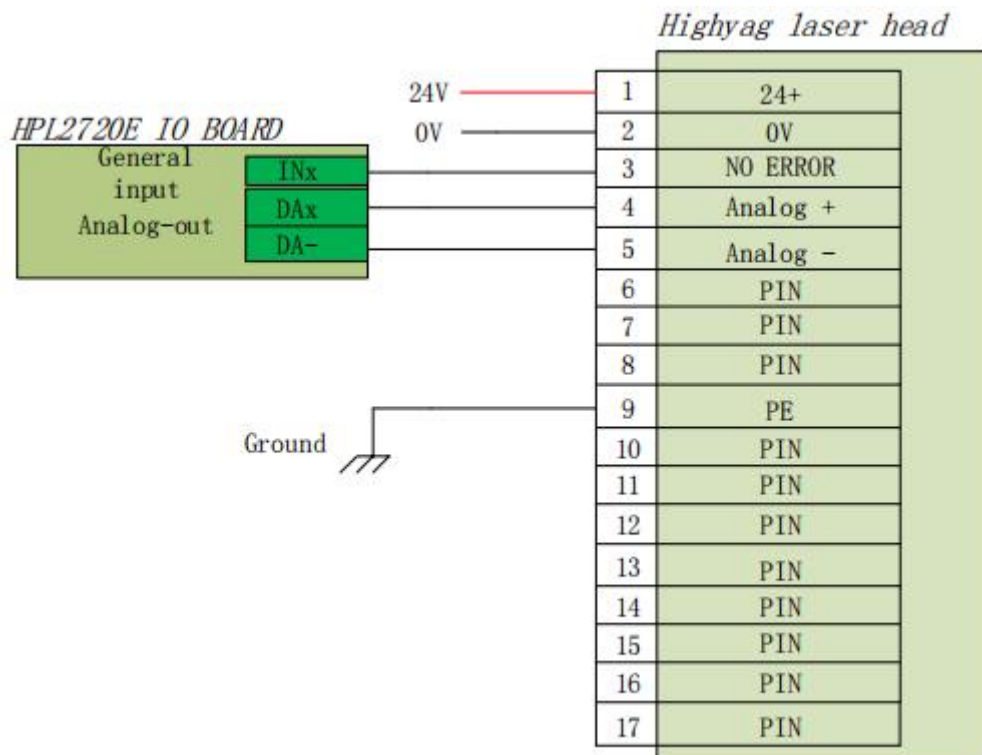 Highyag laser head
24V 1 24+
HPL2720E IO BOARD 0V 2 0V
General INx 3 NO ERROR
input
Analog-out DAx 4 Analog +
DA- 5 Analog -
6 PIN
7 PIN
8 PIN
9 PE
Ground 10 PIN
11 PIN
12 PIN
13 PIN
14 PIN
15 PIN
16 PIN
17 PIN